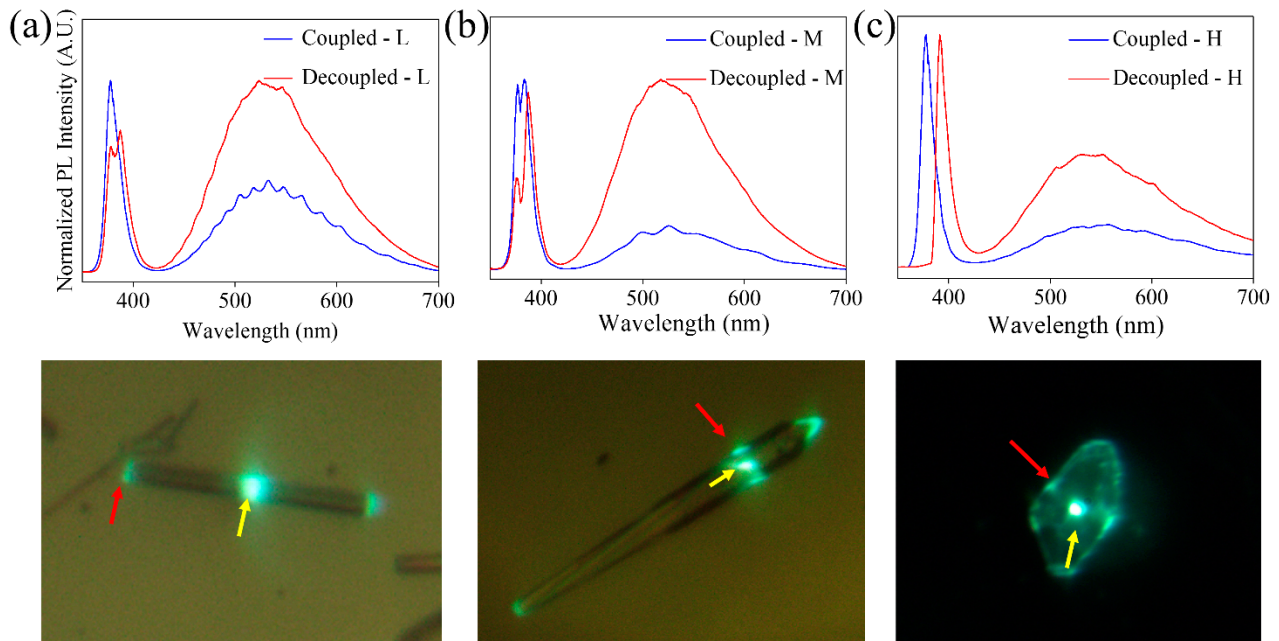 (a)
Normalized PL Intensity (A.U.)
Coupled - L
Decoupled - L
400 500 600 700
Wavelength (nm)
(b)
Coupled - M
Decoupled - M
400 500 600 700
Wavelength (nm)
(c)
Coupled - H
Decoupled - H
400 500 600 700
Wavelength (nm)